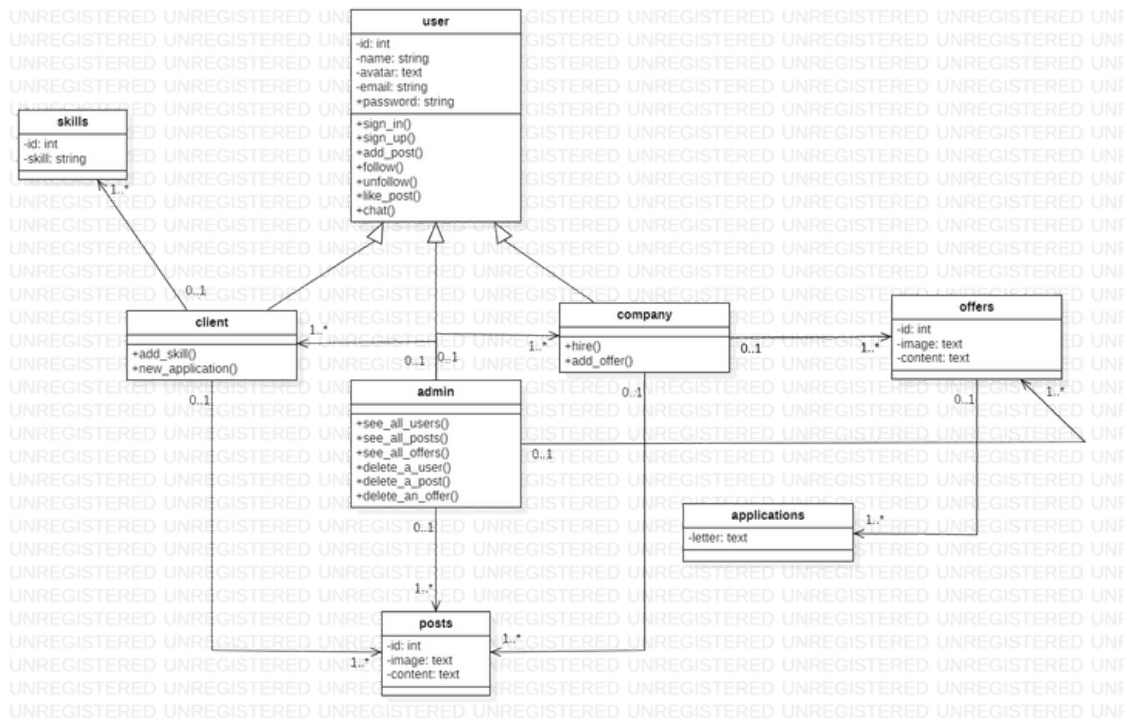 user
-id: int
-name: string
-avatar: text
-email: string
+password: string
+sign_in()
+sign_up()
+add_post()
+follow()
+unfollow()
+like_post()
+chat()
skills
-id: int
-skill: string
1..*
0..1
client
+add_skill()
+new_application()
1..*
0..1
0..1
1..*
company
+hire()
+add_offer()
0..1
1..*
offers
-id: int
-image: text
-content: text
0..1
admin
+see_all_users()
+see_all_posts()
+see_all_offers()
+delete_a_user()
+delete_a_post()
+delete_an_offer()
0..1
0..1
0..1
1..*
0..1
applications
-letter: text
1..*
1..*
posts
-id: int
-image: text
-content: text
1..*
1..*
UNREGISTERED